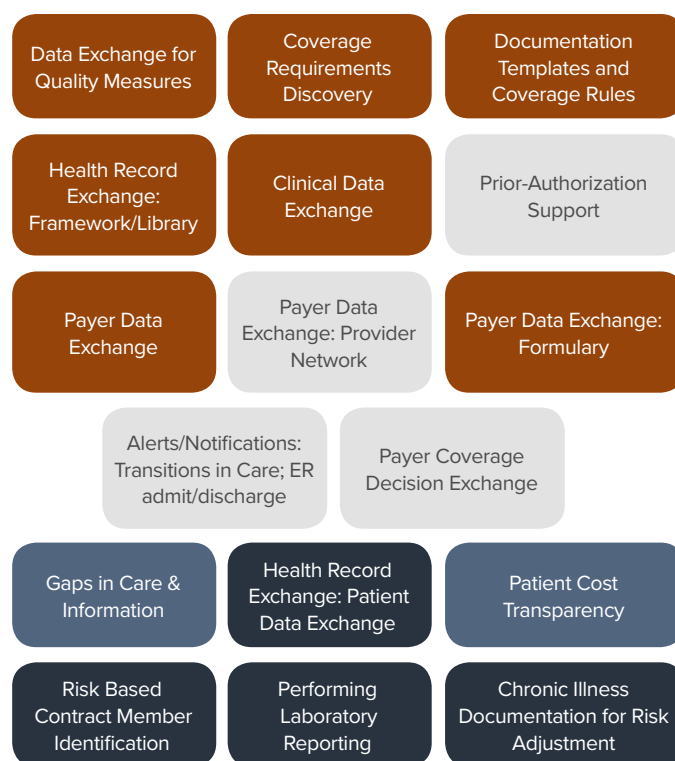 Data Exchange for
Quality Measures
Coverage
Requirements
Discovery
Documentation
Templates and
Coverage Rules
Health Record
Exchange:
Framework/Library
Clinical Data
Exchange
Prior-Authorization
Support
Payer Data
Exchange
Payer Data
Exchange: Provider
Network
Payer Data Exchange:
Formulary
Alerts/Notifications:
Transitions in Care; ER
admit/discharge
Payer Coverage
Decision Exchange
Gaps in Care &
Information
Health Record
Exchange: Patient
Data Exchange
Patient Cost
Transparency
Risk Based
Contract Member
Identification
Performing
Laboratory
Reporting
Chronic Illness
Documentation for Risk
Adjustment